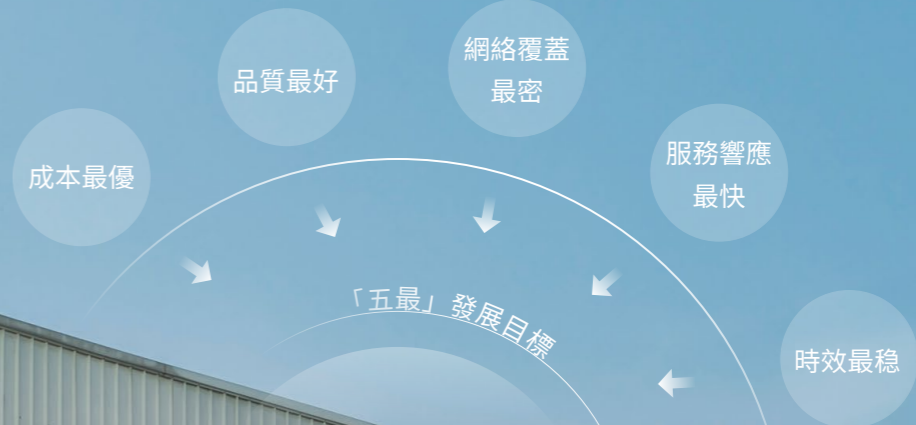 成本最優
品質最好
網絡覆蓋
最密
服務響應
最快
時效最稳
「五最」發展目標